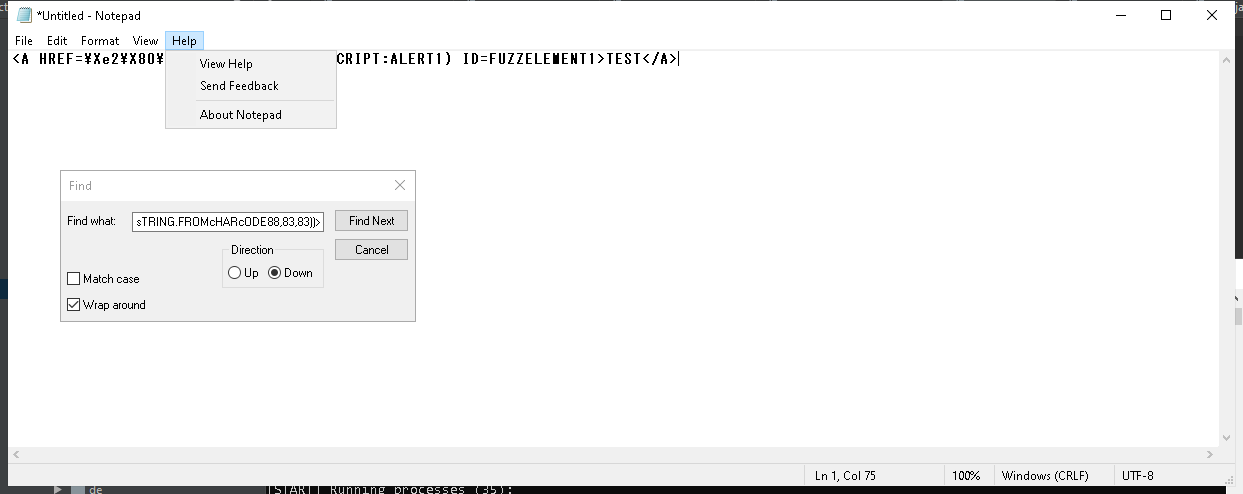 *Untitled - Notepad
File Edit Format View Help
<A HREF=¥Xe2¥X80¥ CRIPT:ALERT1) ID=FUZZELEMENT1>TEST</A>
View Help
Send Feedback
About Notepad
Find
Find what: sTRING.FROMcHARcODE88,83,83))> Find Next
Direction Cancel
Up Down
Match case
Wrap around
Ln 1, Col 75 100% Windows (CRLF) UTF-8
de [START] Running processes (35):